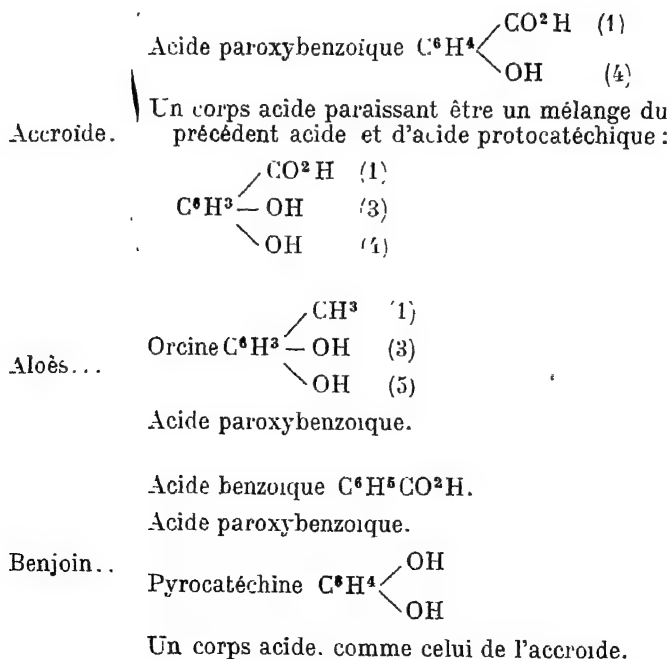 CO²H (1)
Acide paroxybenzoïque C⁶H⁴
OH (4)
Un corps acide paraissant être un mélange du
Accroïde. précédent acide et d'acide protocatéchique :
CO²H (1)
C⁶H³ — OH (3)
OH (4)
CH³ (1)
Orcine C⁶H³ — OH (3)
Aloès...
OH (5)
Acide paroxybenzoique.
Acide benzoique C⁶H⁵CO²H.
Acide paroxybenzoique.
OH
Benjoin.. Pyrocatéchine C⁶H⁴
OH
Un corps acide. comme celui de l'accroide.